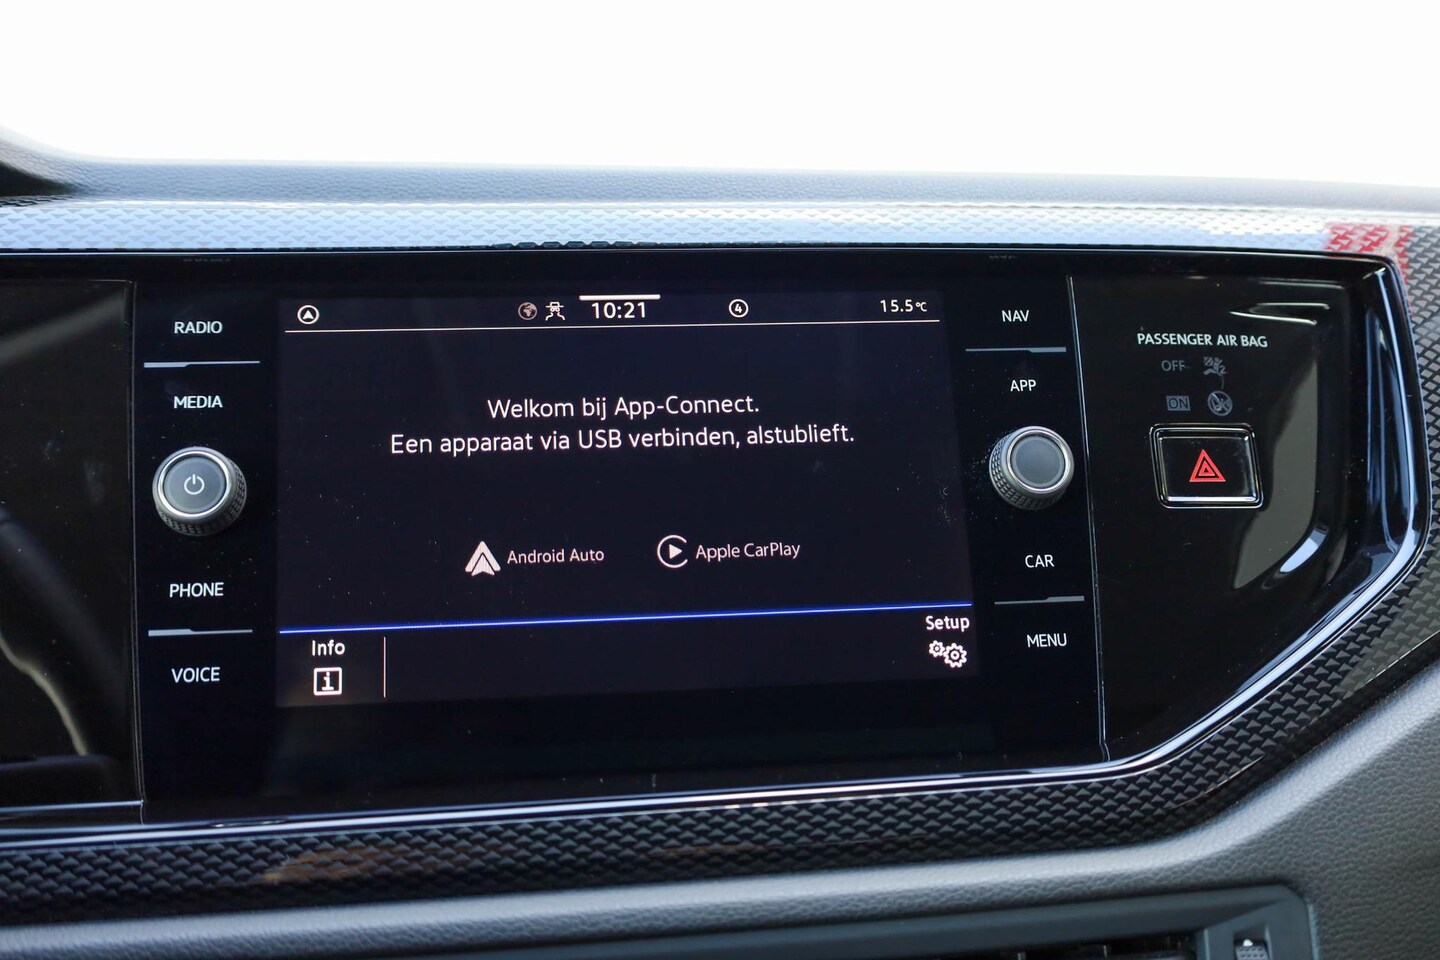 RADIO
MEDIA
PHONE
VOICE
10:21
4
15.5°C
Welkom bij App-Connect.
Een apparaat via USB verbinden, alstublieft.
Android Auto
Apple CarPlay
Info
i
Setup
NAV
APP
CAR
MENU
PASSENGER AIR BAG
OFF
ON